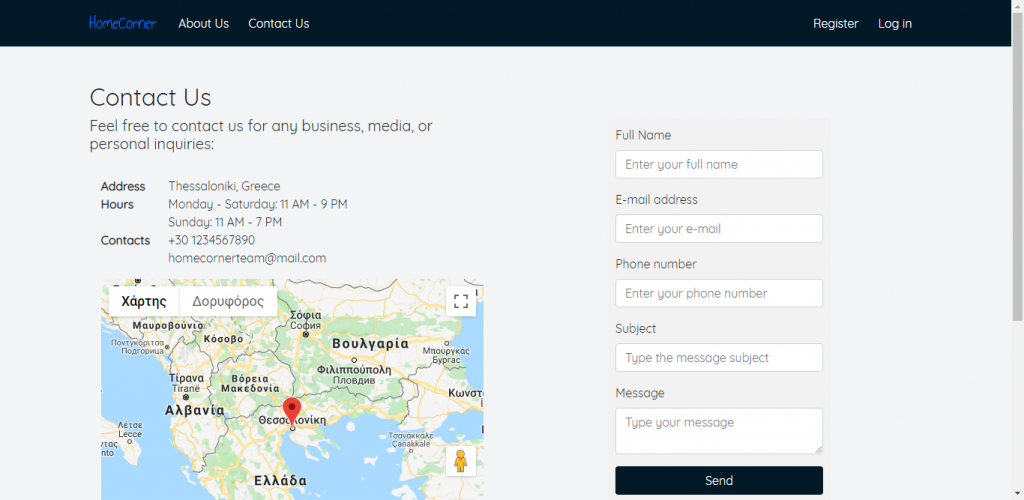 HomeCorner About Us Contact Us Register Log in
Contact Us
Feel free to contact us for any business, media, or
personal inquiries:
Address Thessaloniki, Greece
Hours Monday - Saturday: 11 AM - 9 PM
Sunday: 11 AM - 7 PM
Contacts +30 1234567890
homecornerteam@mail.com
Χάρτης Δορυφόρος
Μαυροβούνιο
Ποντγκόριτσα
Подгорица
Κόσοβο
Σόφια
София
Βουλγαρία
Μπουργκάς
Бургас
Φιλιππούπολη
Пловдив
Τίρανα
Tiranë
Βόρεια
Μακεδονία
Κωνστ
Αλβανία
Θεσσαλονίκη
Λέτσε
Lecce
Τσανακκαλε
Çanakkale
Ελλάδα
Full Name
Enter your full name
E-mail address
Enter your e-mail
Phone number
Enter your phone number
Subject
Type the message subject
Message
Type your message
Send